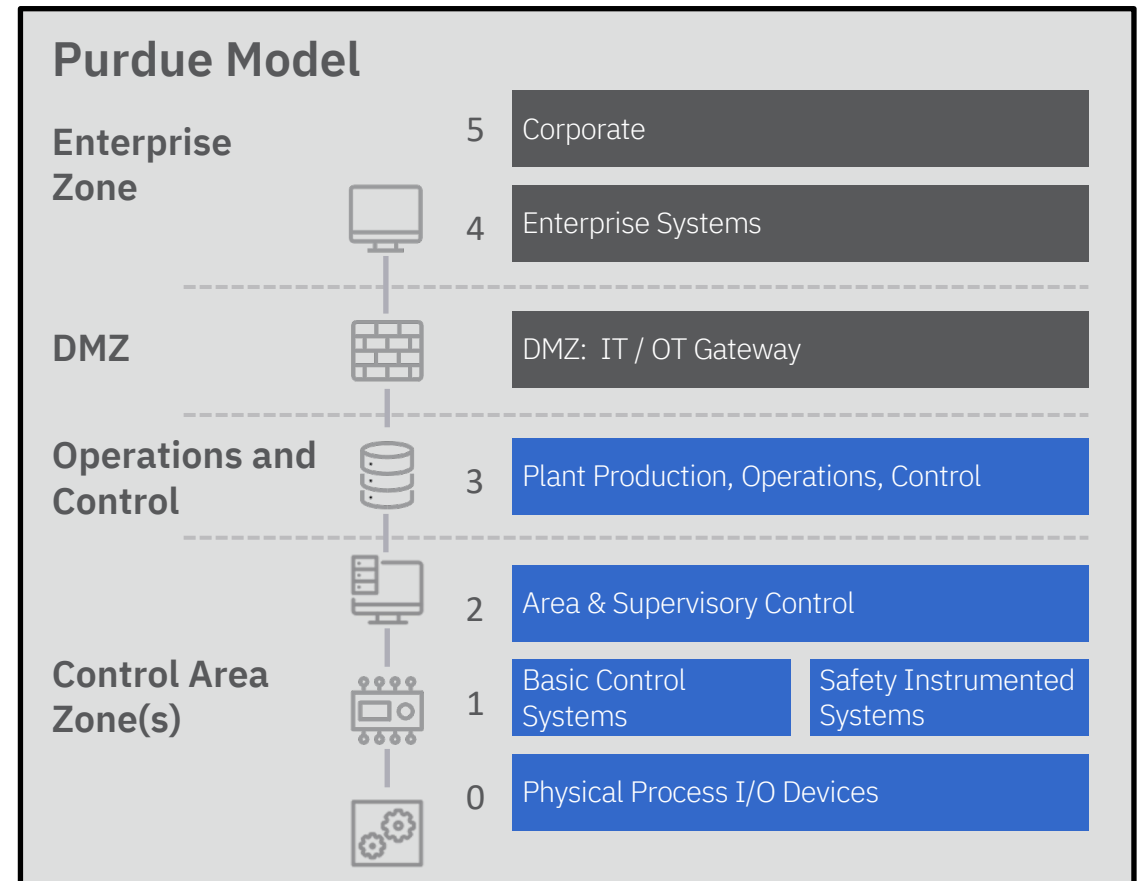 Purdue Model
Enterprise
Zone
5
Corporate
4
Enterprise Systems
DMZ
DMZ: IT / OT Gateway
Operations and
Control
3
Plant Production, Operations, Control
2
Area & Supervisory Control
Control Area
Zone(s)
1
Basic Control
Systems
Safety Instrumented
Systems
0
Physical Process I/O Devices